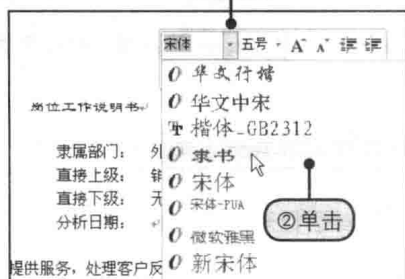 宋体 五号 A A
华文行楷
华文中宋
岗位工作说明书
楷体_GB2312
隶属部门： 外
隶书
直接上级： 销
宋体
直接下级： 无
宋体-PUA
分析日期：
②单击
微软雅黑
提供服务，处理客户反
新宋体